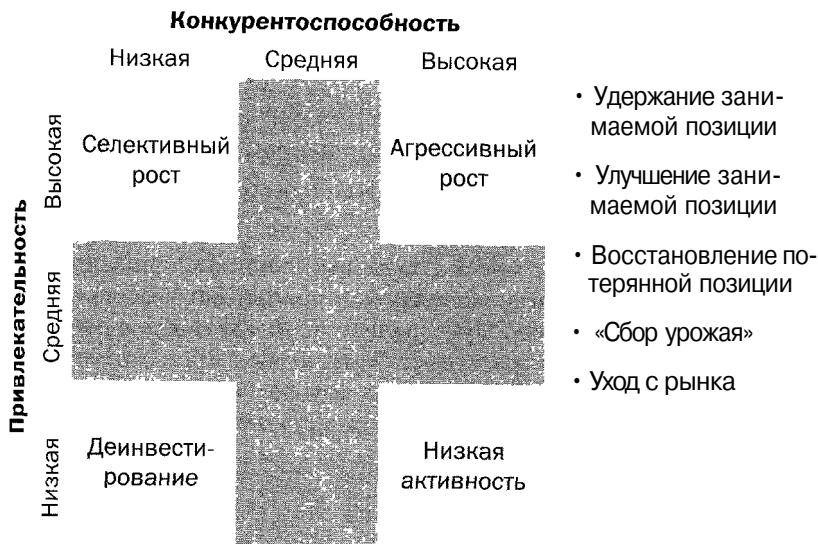 Конкурентоспособность
Низкая Средняя Высокая
Привлекательность
Высокая
Селективный
рост
Агрессивный
рост
Средняя
Низкая
Деинвести-
рование
Низкая
активность
• Удержание зани-
маемой позиции
• Улучшение зани-
маемой позиции
• Восстановление по-
терянной позиции
• «Сбор урожая»
• Уход с рынка